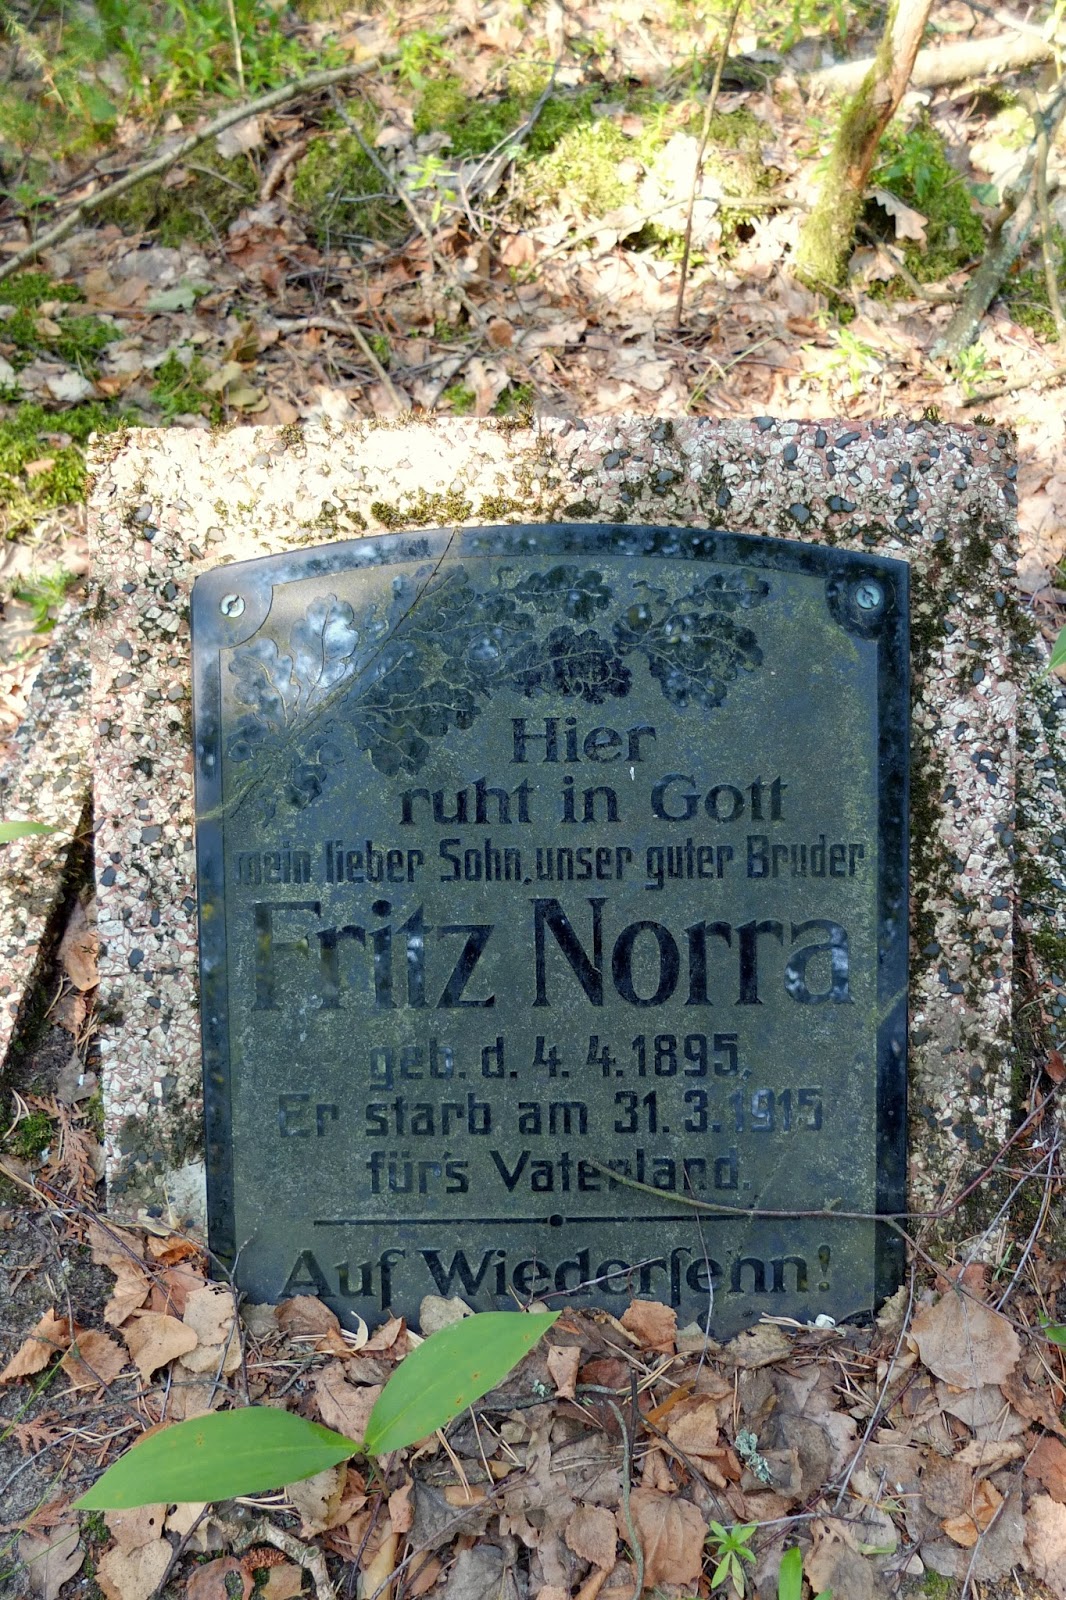 Hier
ruht in Gott
mein lieber Sohn, unser guter Bruder
Fritz Norra
geb. d. 4. 4. 1895,
Er starb am 31. 3. 1915
für's Vaterland.
Auf Wiederſehn!